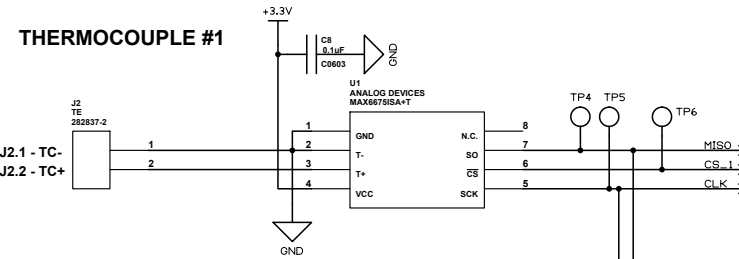 +3.3V
THERMOCOUPLE #1
C8
0.1uF
C0603
GND
U1
ANALOG DEVICES
MAX6675ISA+T
J2
TE
282837-2
TP4 TP5
TP6
1 GND N.C. 8
J2.1 - TC- 1 2 T- SO 7 MISO
J2.2 - TC+ 2 3 T+ CS 6 CS_1
4 VCC SCK 5 CLK
GND